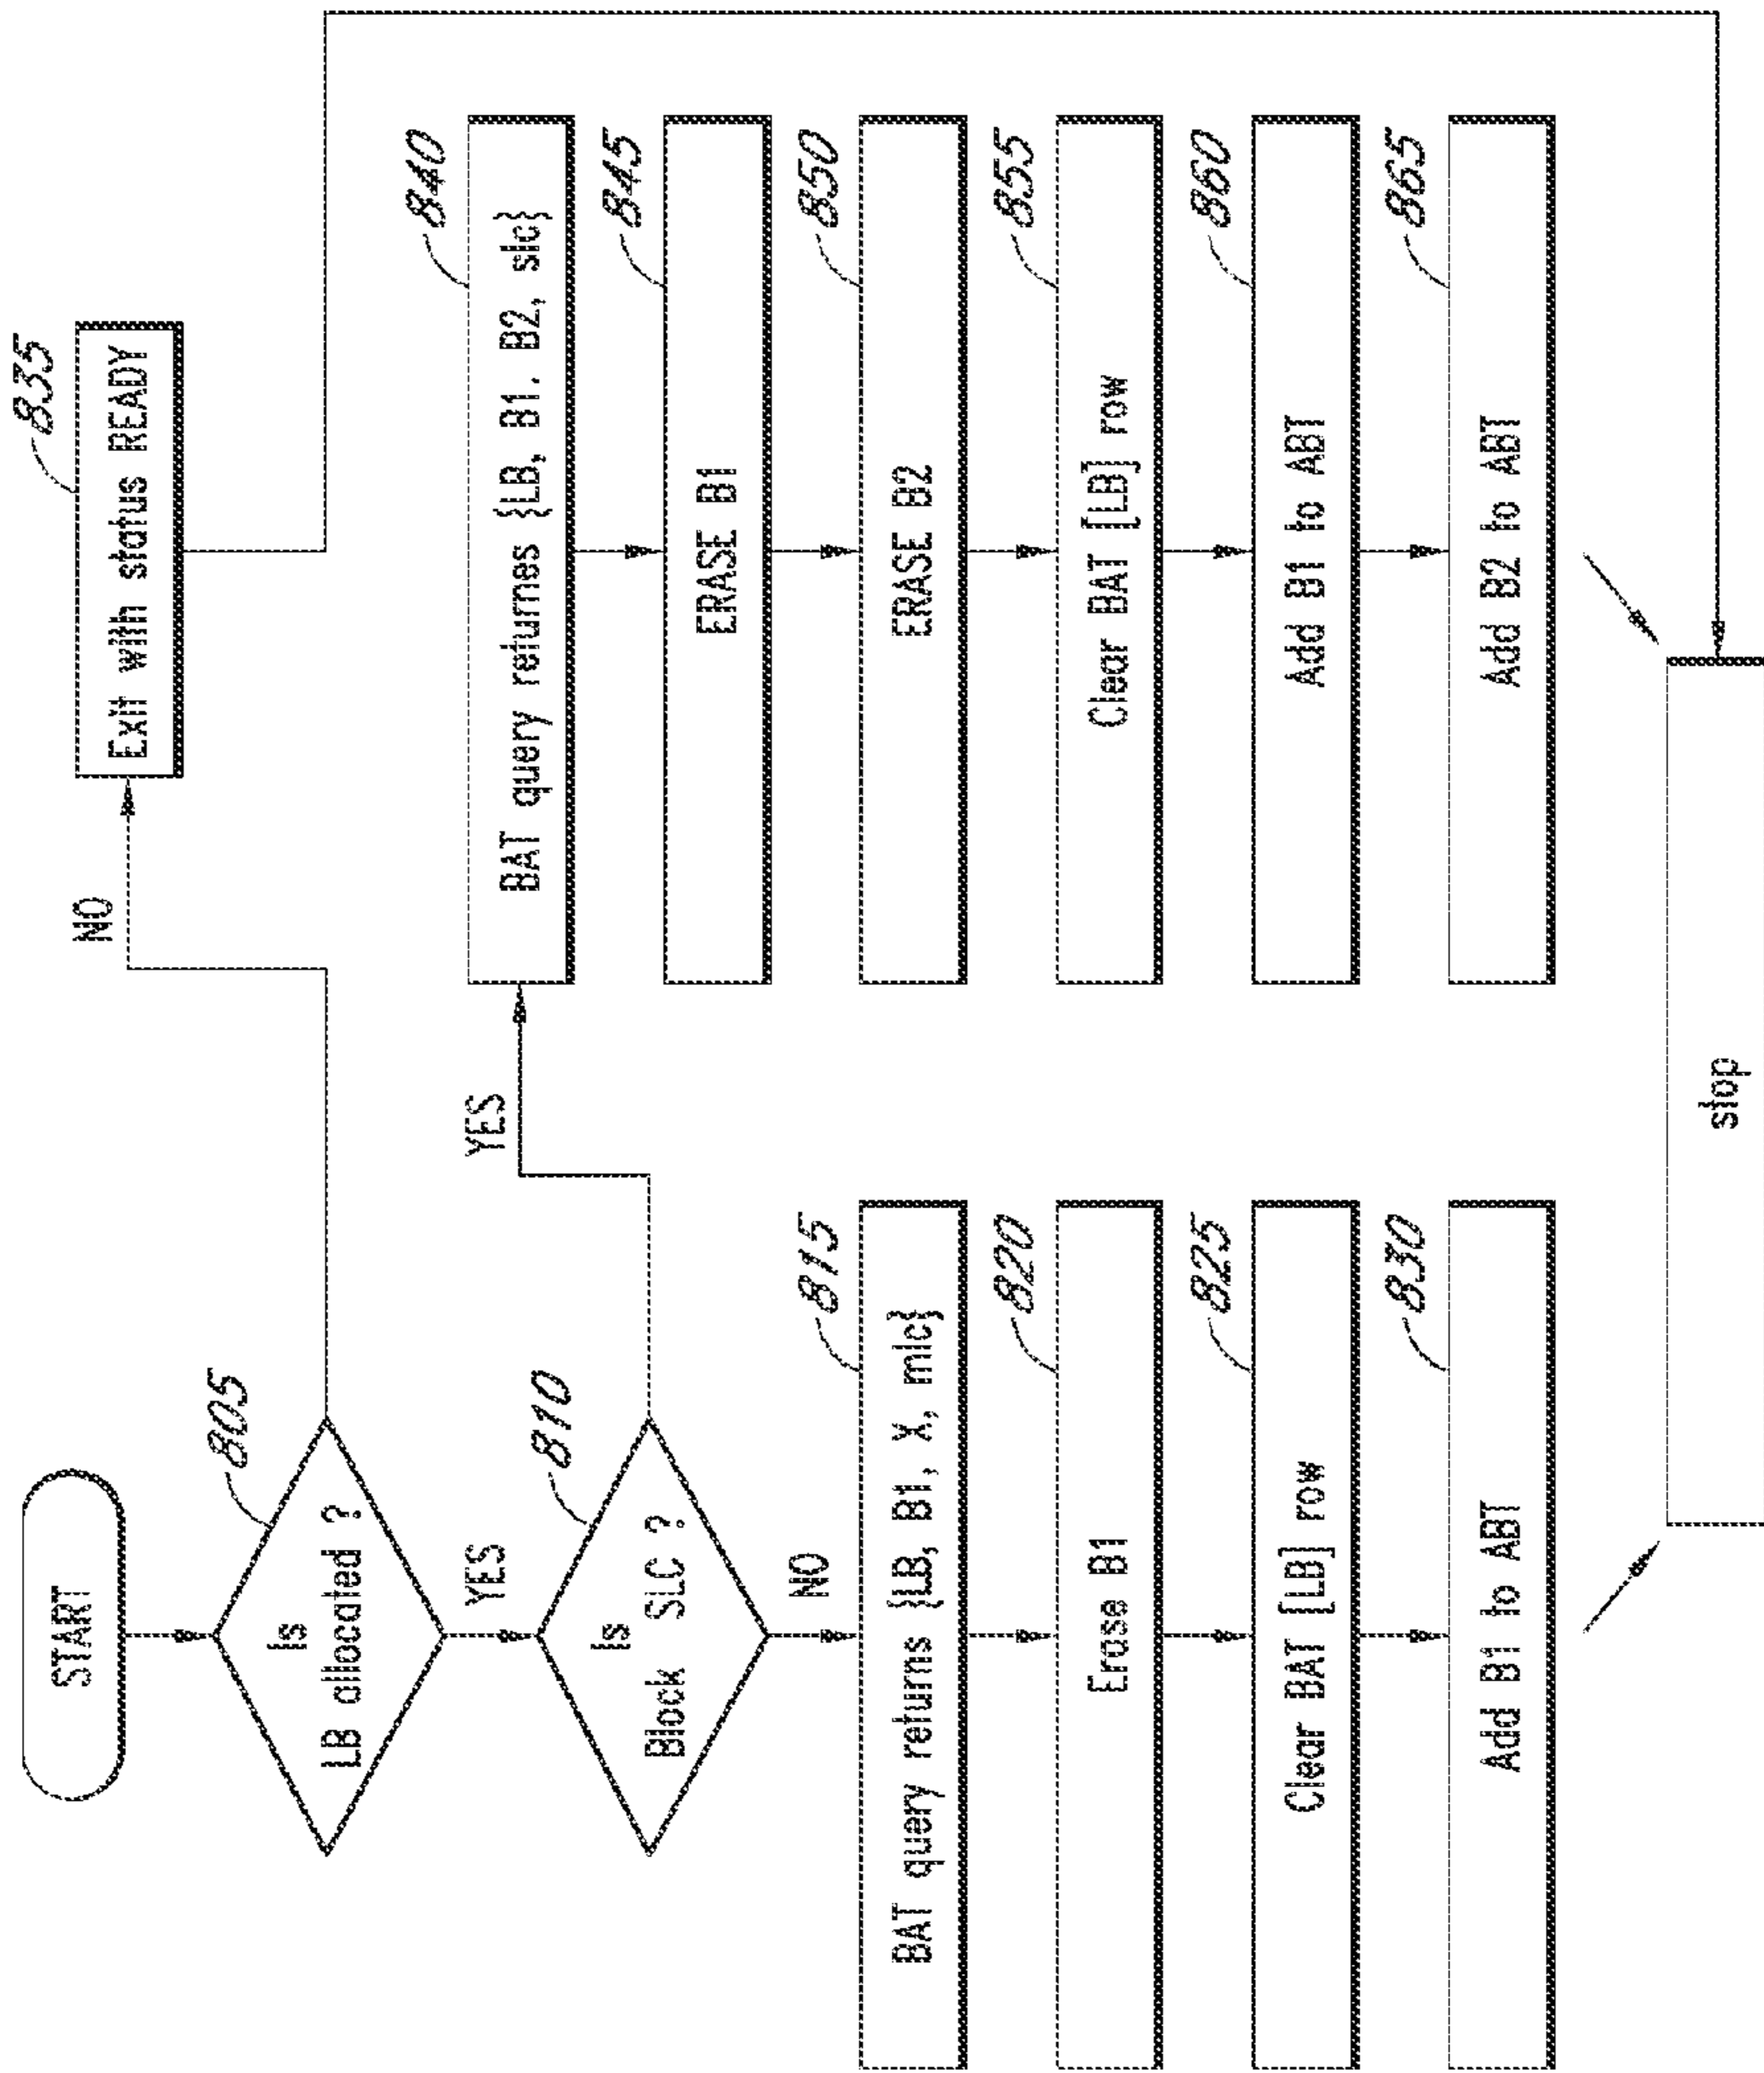 START
805
Is
LB allocated ?
NO
835
Exit with status READY
YES
810
Is
Block SLC ?
YES
840
BAT query returnes {LB, B1. B2, slc}
845
ERASE B1
850
ERASE B2
855
Clear BAT [LB] row
860
Add B1 to ABT
865
Add B2 to ABT
NO
815
BAT query returns {LB, B1, X, mlc}
820
Erase B1
825
Clear BAT [LB] row
830
Add B1 to ABT
stop